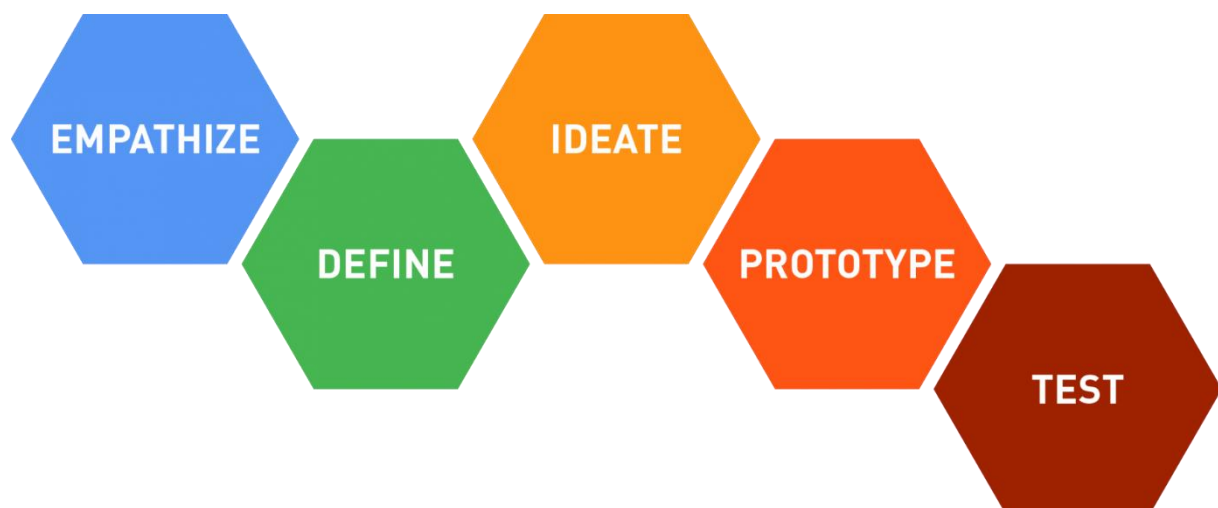 EMPATHIZE
DEFINE
IDEATE
PROTOTYPE
TEST